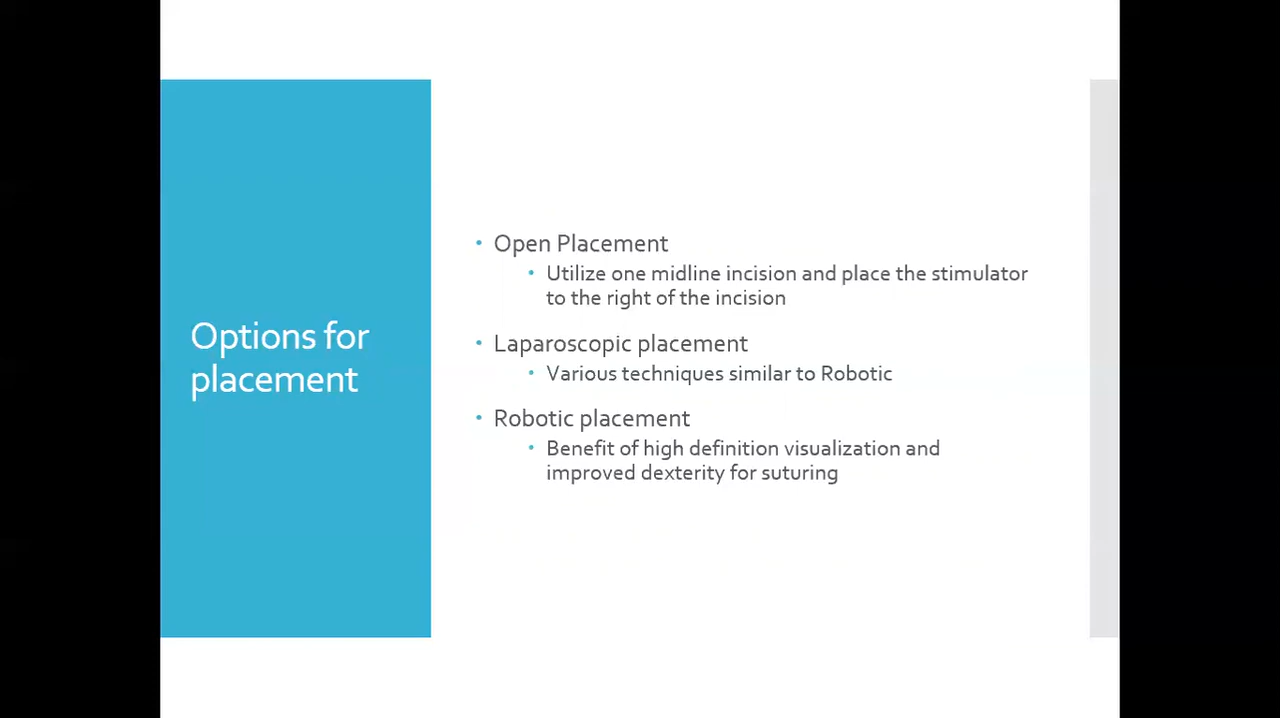 Options for
placement
• Open Placement
• Utilize one midline incision and place the stimulator
to the right of the incision
• Laparoscopic placement
• Various techniques similar to Robotic
• Robotic placement
• Benefit of high definition visualization and
improved dexterity for suturing